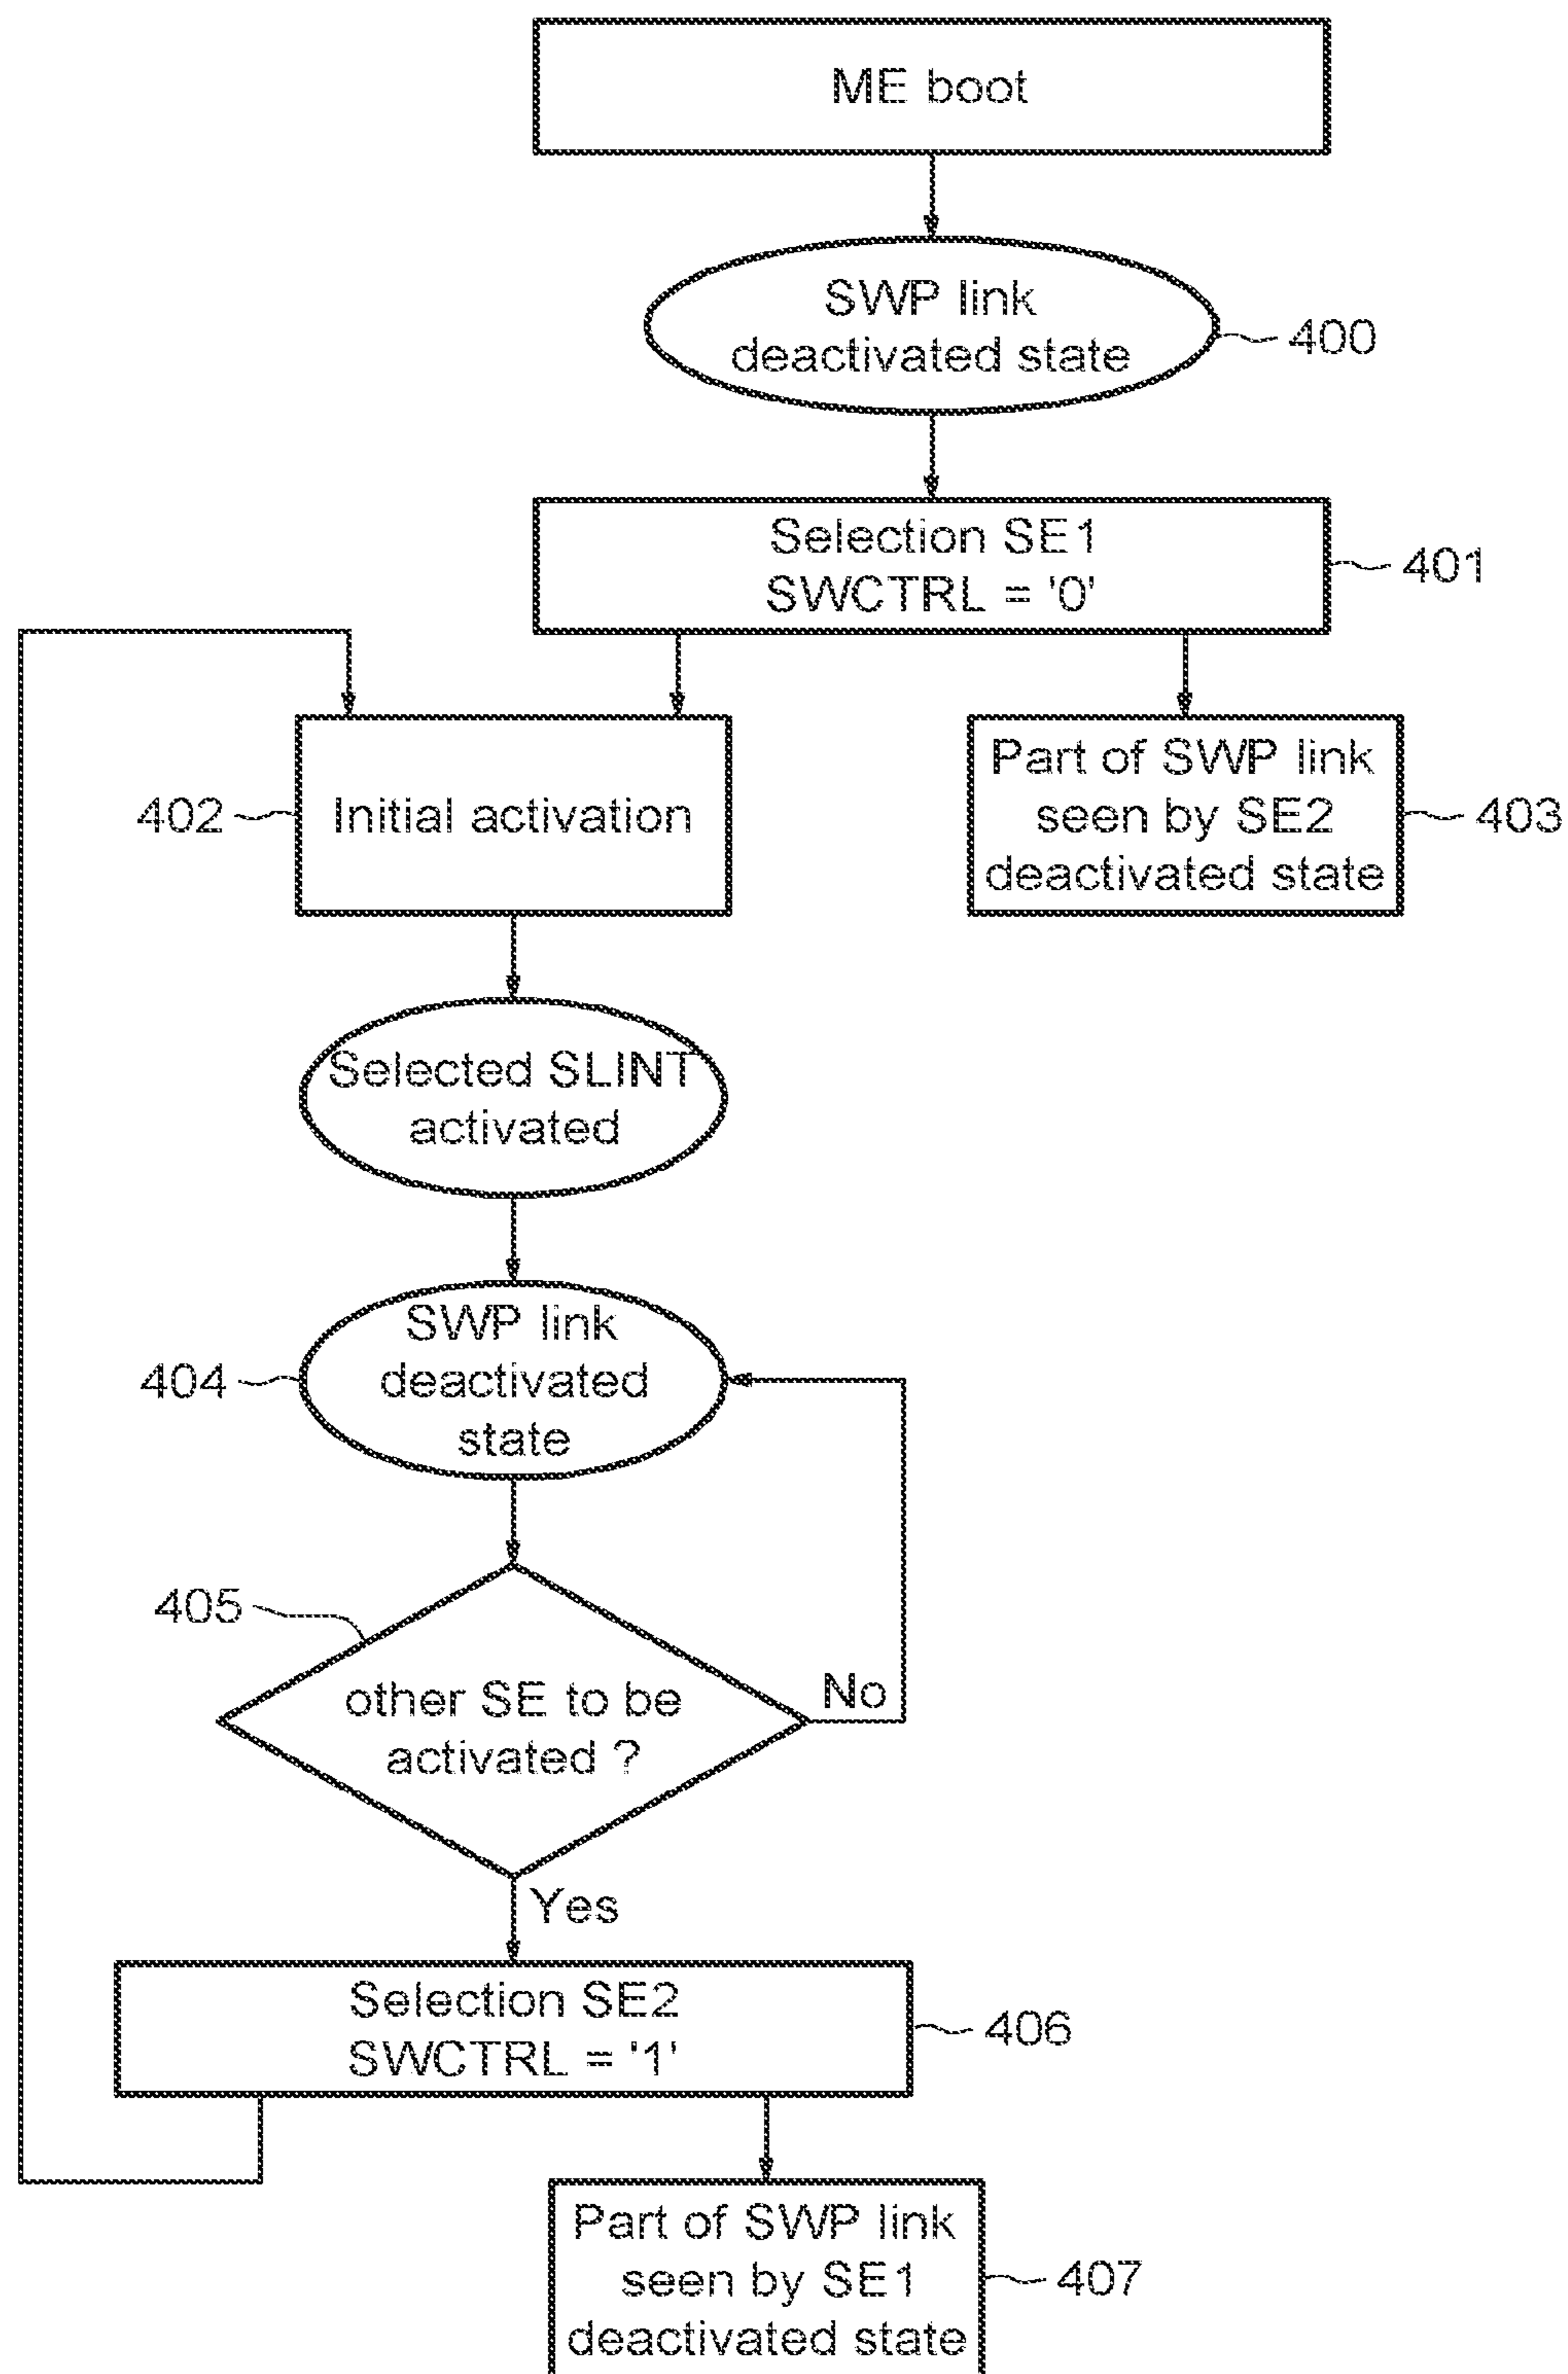 ME boot
SWP link
deactivated state
400
Selection SE1
SWCTRL = '0'
401
402
Initial activation
Part of SWP link
seen by SE2
deactivated state
403
Selected SLINT
activated
SWP link
deactivated
state
404
405
other SE to be
activated ?
No
Yes
Selection SE2
SWCTRL = '1'
406
Part of SWP link
seen by SE1
deactivated state
407